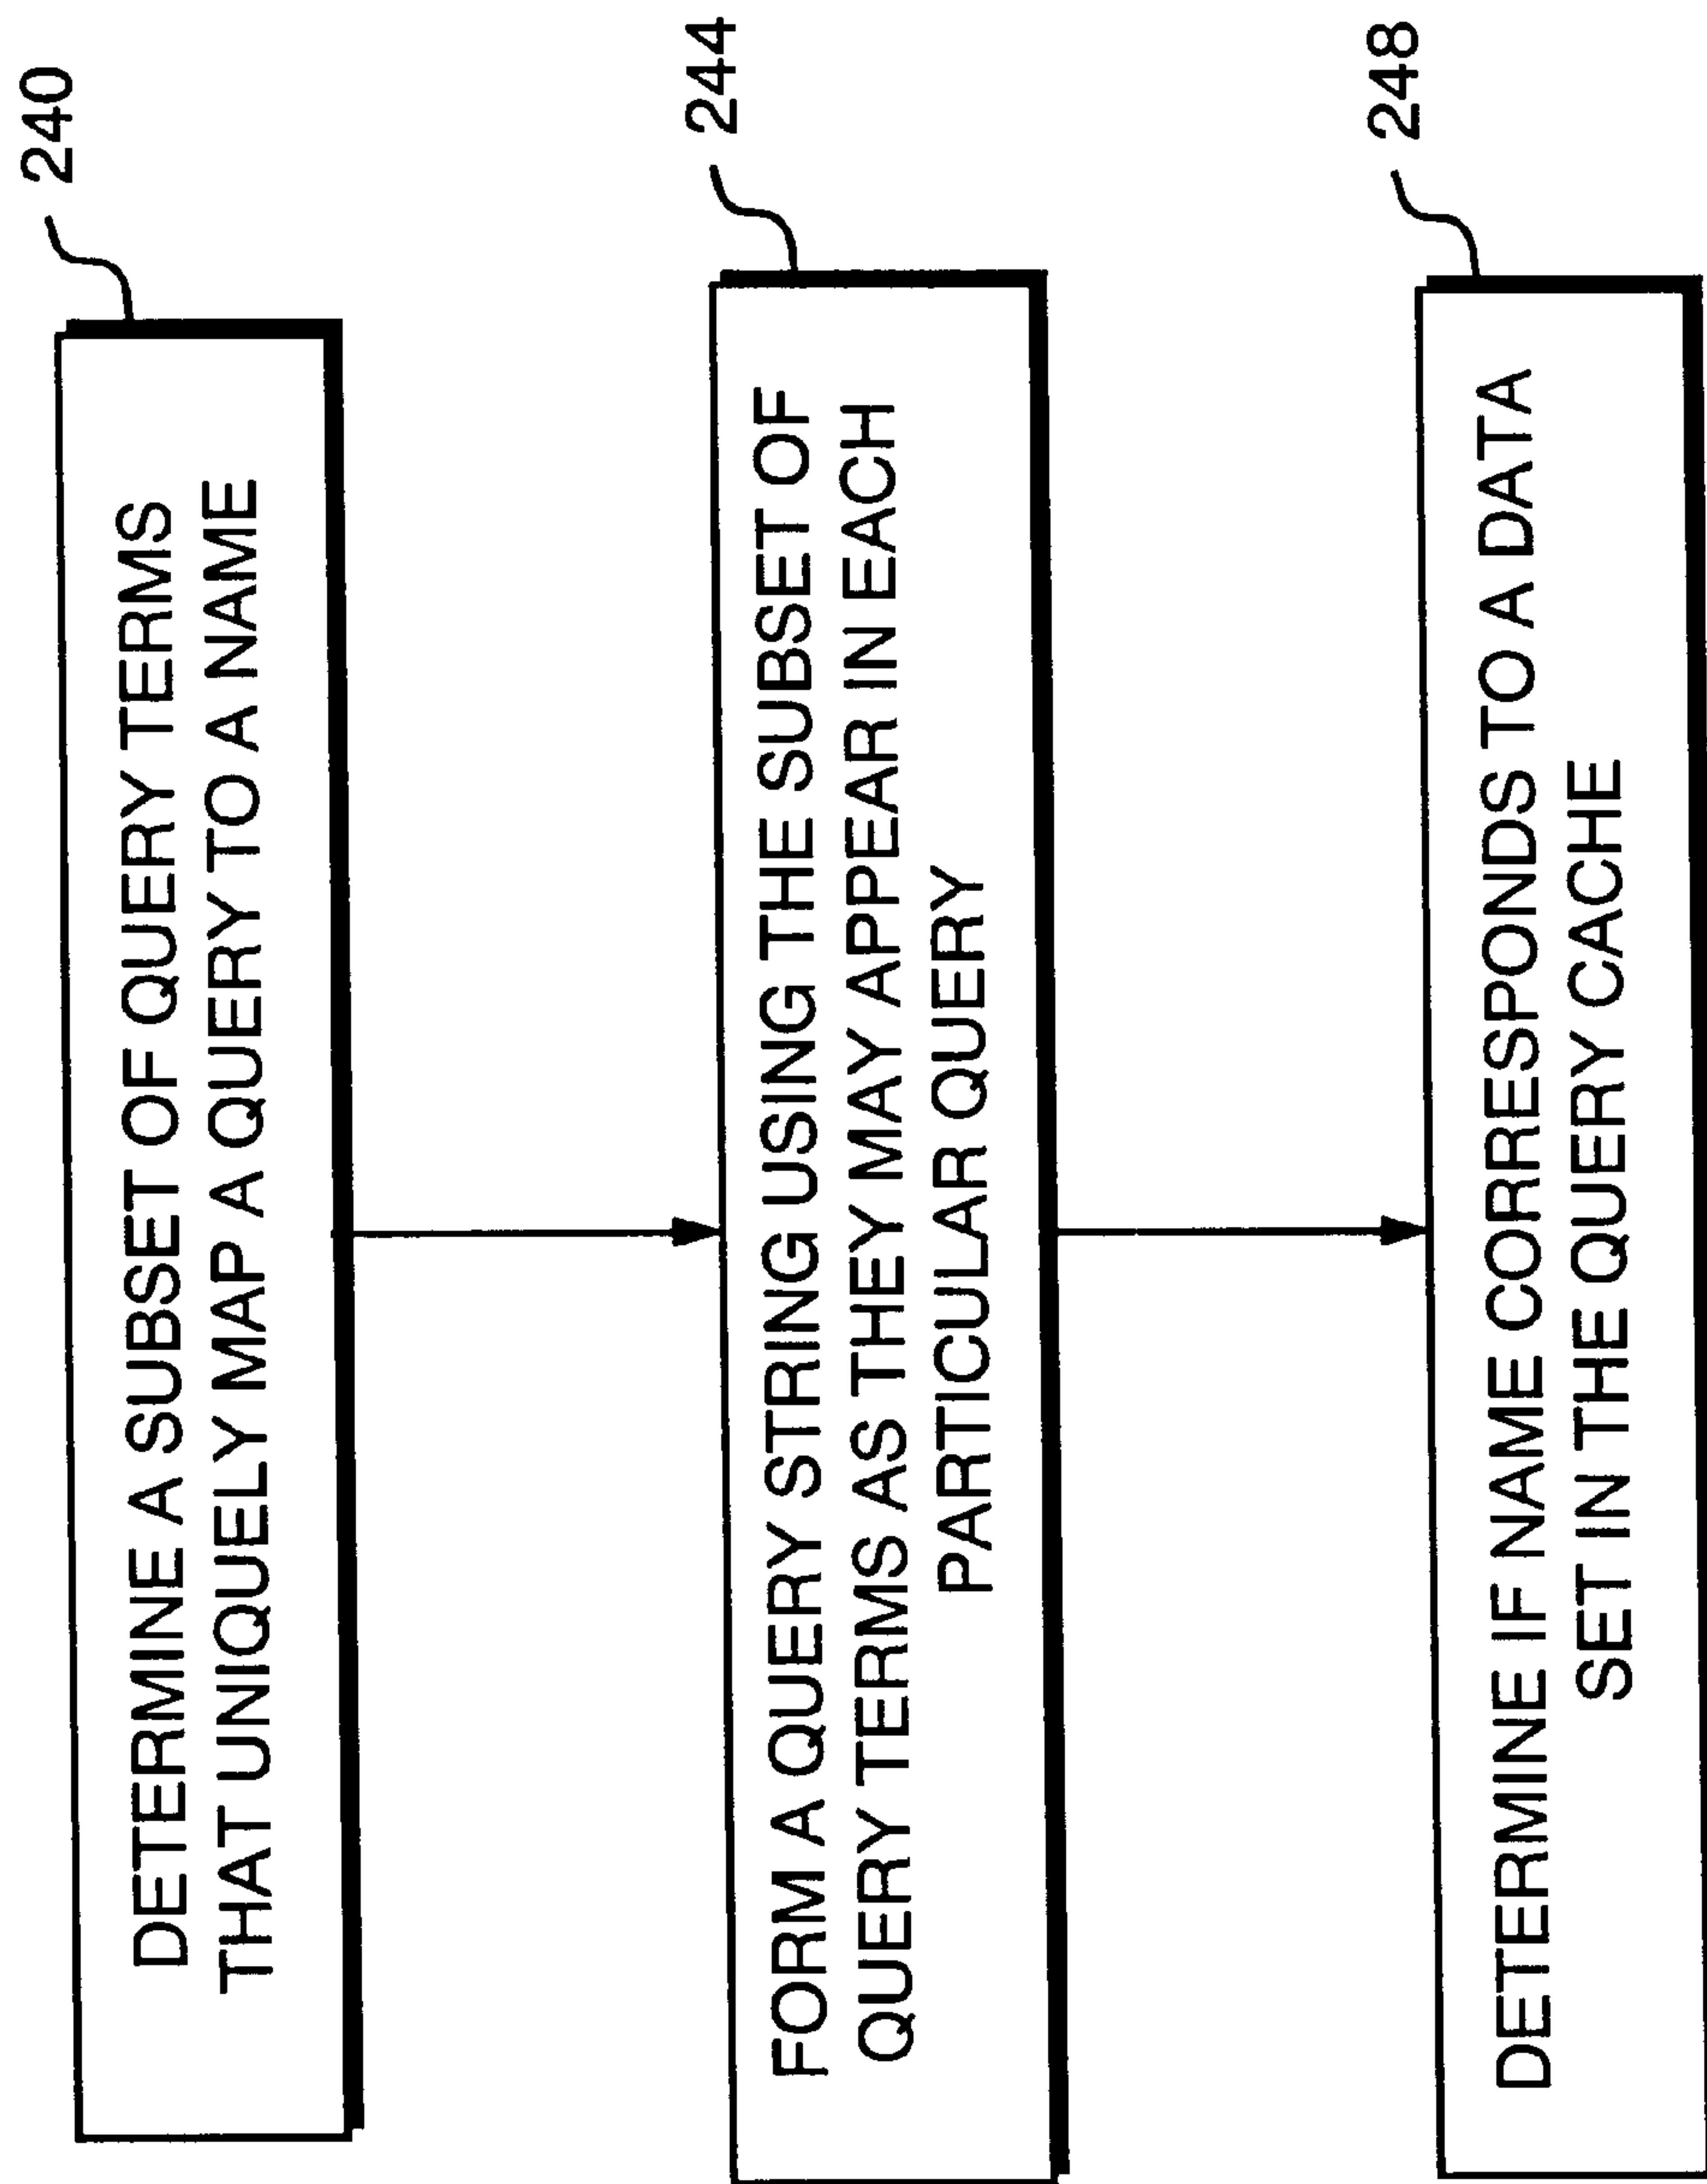 240
DETERMINE A SUBSET OF QUERY TERMS
THAT UNIQUELY MAP A QUERY TO A NAME
244
FORM A QUERY STRING USING THE SUBSET OF
QUERY TERMS AS THEY MAY APPEAR IN EACH
PARTICULAR QUERY
248
DETERMINE IF NAME CORRESPONDS TO A DATA
SET IN THE QUERY CACHE